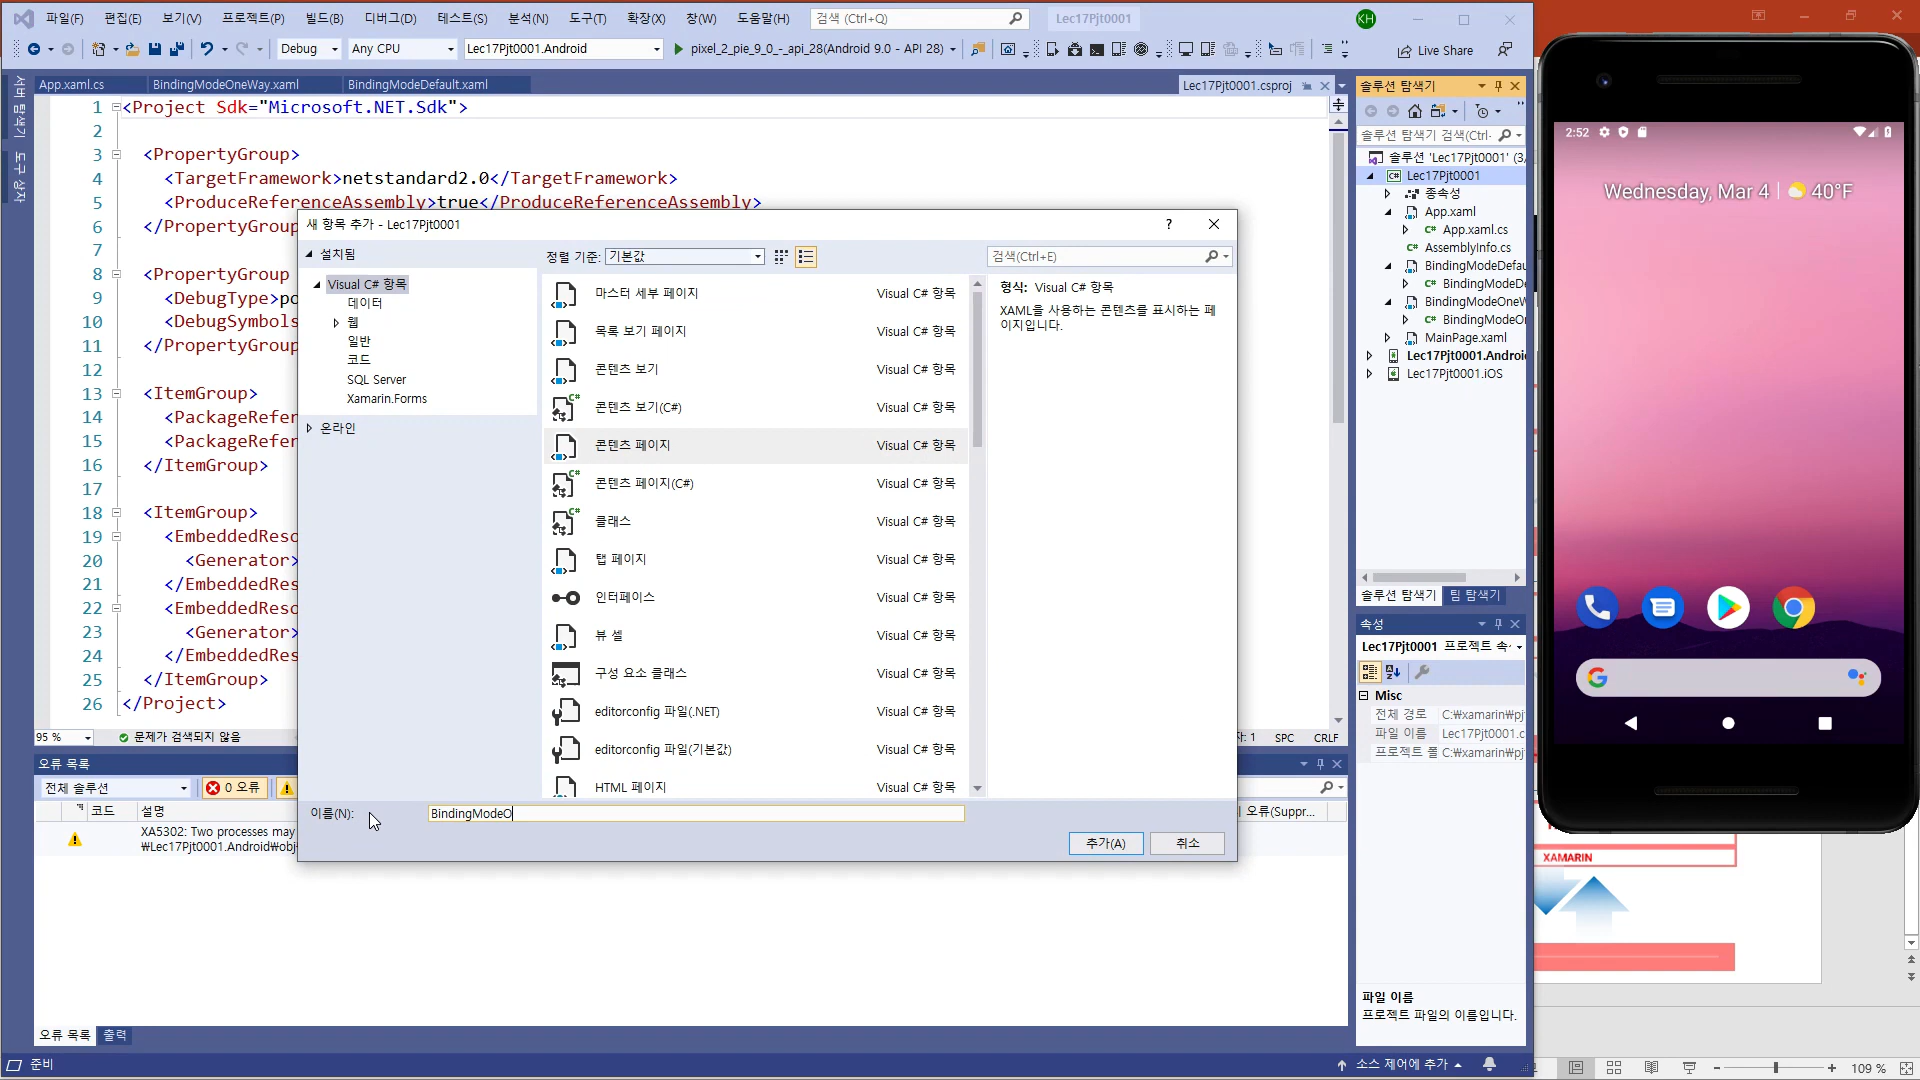 파일(F) 편집(E) 보기(V) 프로젝트(P) 빌드(B) 디버그(D) 테스트(S) 분석(N) 도구(T) 확장(X) 창(W) 도움말(H) 검색 (Ctrl+Q) Lec17Pjt0001 KH
Debug Any CPU Lec17Pjt0001.Android pixel_2_pie_9_0_-_api_28(Android 9.0 - API 28) Live Share
서버 탐색기
도구 상자
App.xaml.cs BindingModeOneWay.xaml BindingModeDefault.xaml Lec17Pjt0001.csproj
1 <Project Sdk="Microsoft.NET.Sdk">
2
3 <PropertyGroup>
4 <TargetFramework>netstandard2.0</TargetFramework>
5 <ProduceReferenceAssembly>true</ProduceReferenceAssembly>
6 </PropertyG
7
8 <PropertyGroup
9 <DebugType>po
10 <DebugSymbols
11 </PropertyGroup
12
13 <ItemGroup>
14 <PackageRefer
15 <PackageRefer
16 </ItemGroup>
17
18 <ItemGroup>
19 <EmbeddedReso
20 <Generator>
21 </EmbeddedRes
22 <EmbeddedReso
23 <Generator>
24 </EmbeddedRes
25 </ItemGroup>
26 </Project>
95 % 문제가 검색되지 않음
자: 1 SPC CRLF
새 항목 추가 - Lec17Pjt0001
?
설치됨
Visual C# 항목
데이터
웹
일반
코드
SQL Server
Xamarin.Forms
온라인
정렬 기준: 기본값
검색(Ctrl+E)
마스터 세부 페이지 Visual C# 항목
목록 보기 페이지 Visual C# 항목
콘텐츠 보기 Visual C# 항목
콘텐츠 보기(C#) Visual C# 항목
콘텐츠 페이지 Visual C# 항목
콘텐츠 페이지(C#) Visual C# 항목
클래스 Visual C# 항목
탭 페이지 Visual C# 항목
인터페이스 Visual C# 항목
뷰 셀 Visual C# 항목
구성 요소 클래스 Visual C# 항목
editorconfig 파일(.NET) Visual C# 항목
editorconfig 파일(기본값) Visual C# 항목
HTML 페이지 Visual C# 항목
형식: Visual C# 항목
XAML을 사용하는 콘텐츠를 표시하는 페
이지입니다.
이름(N): BindingModeO
추가(A) 취소
오류 목록
전체 솔루션 0 오류
코드 설명 오류(Suppr...
XA5302: Two processes may
₩Lec17Pjt0001.Android₩obj
오류 목록 출력
준비 소스 제어에 추가
솔루션 탐색기
솔루션 탐색기 검색(Ctrl-
솔루션 'Lec17Pjt0001' (3,
Lec17Pjt0001
종속성
App.xaml
App.xaml.cs
AssemblyInfo.cs
BindingModeDefau
BindingModeD
BindingModeOneW
BindingModeOn
MainPage.xaml
Lec17Pjt0001.Androi
Lec17Pjt0001.iOS
솔루션 탐색기 팀 탐색기
속성
Lec17Pjt0001 프로젝트 속
Misc
전체 경로 C:₩xamarin₩pj
파일 이름 Lec17Pjt0001.c
프로젝트 폴 C:₩xamarin₩pj
파일 이름
프로젝트 파일의 이름입니다.
2:52
Wednesday, Mar 4 | 40°F
XAMARIN
109 %